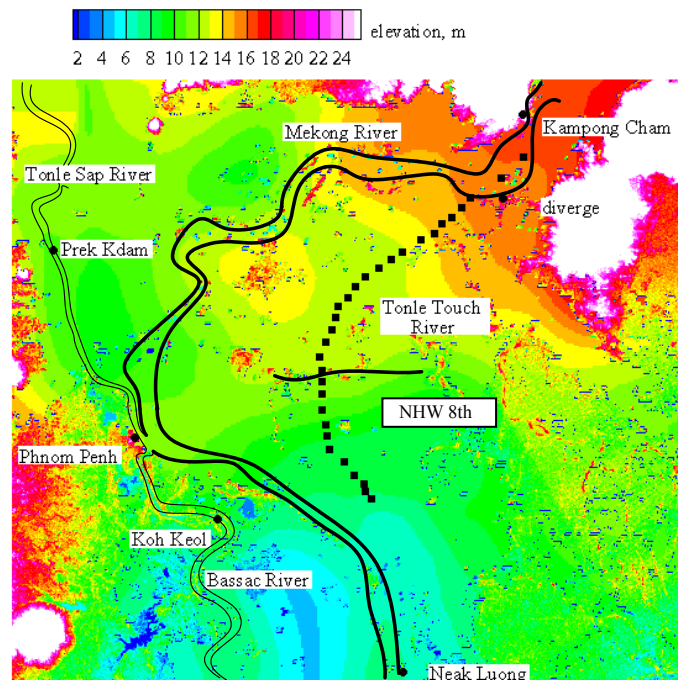 elevation, m
2 4 6 8 10 12 14 16 18 20 22 24
Mekong River
Kampong Cham
Tonle Sap River
diverge
Prek Kdam
Tonle Touch
River
NHW 8th
Phnom Penh
Koh Keol
Bassac River
Neak Luong